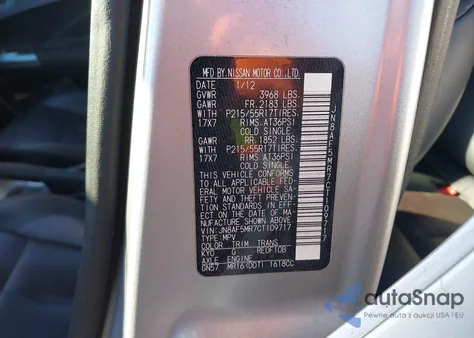 MFD BY NISSAN MOTOR CO., LTD.
DATE 1/12
GVWR 3968 LBS.
GAWR FR. 2183 LBS.
WITH P215/55R17TIRES.
17X7 RIMS. AT36PSI
COLD SINGLE.
GAWR RR. 1852 LBS.
WITH P215/55R17TIRES.
17X7 RIMS. AT36PSI
COLD SINGLE.
THIS VEHICLE CONFORMS
TO ALL APPLICABLE FED-
ERAL MOTOR VEHICLE SA-
FETY AND THEFT PREVEN-
TION STANDARDS IN EFF-
ECT ON THE DATE OF MA-
NUFACTURE SHOWN ABOVE.
VIN:JN8AF5MR7CT109717
TYPE:MPV
COLOR TRIM TRANS
KY0 G RE0F10B
AXLE ENGINE
GN57 MR16(DDT) 1618CC
JN8AF5MR7CT109717
autoSnap
Pewne auta z USA i EU